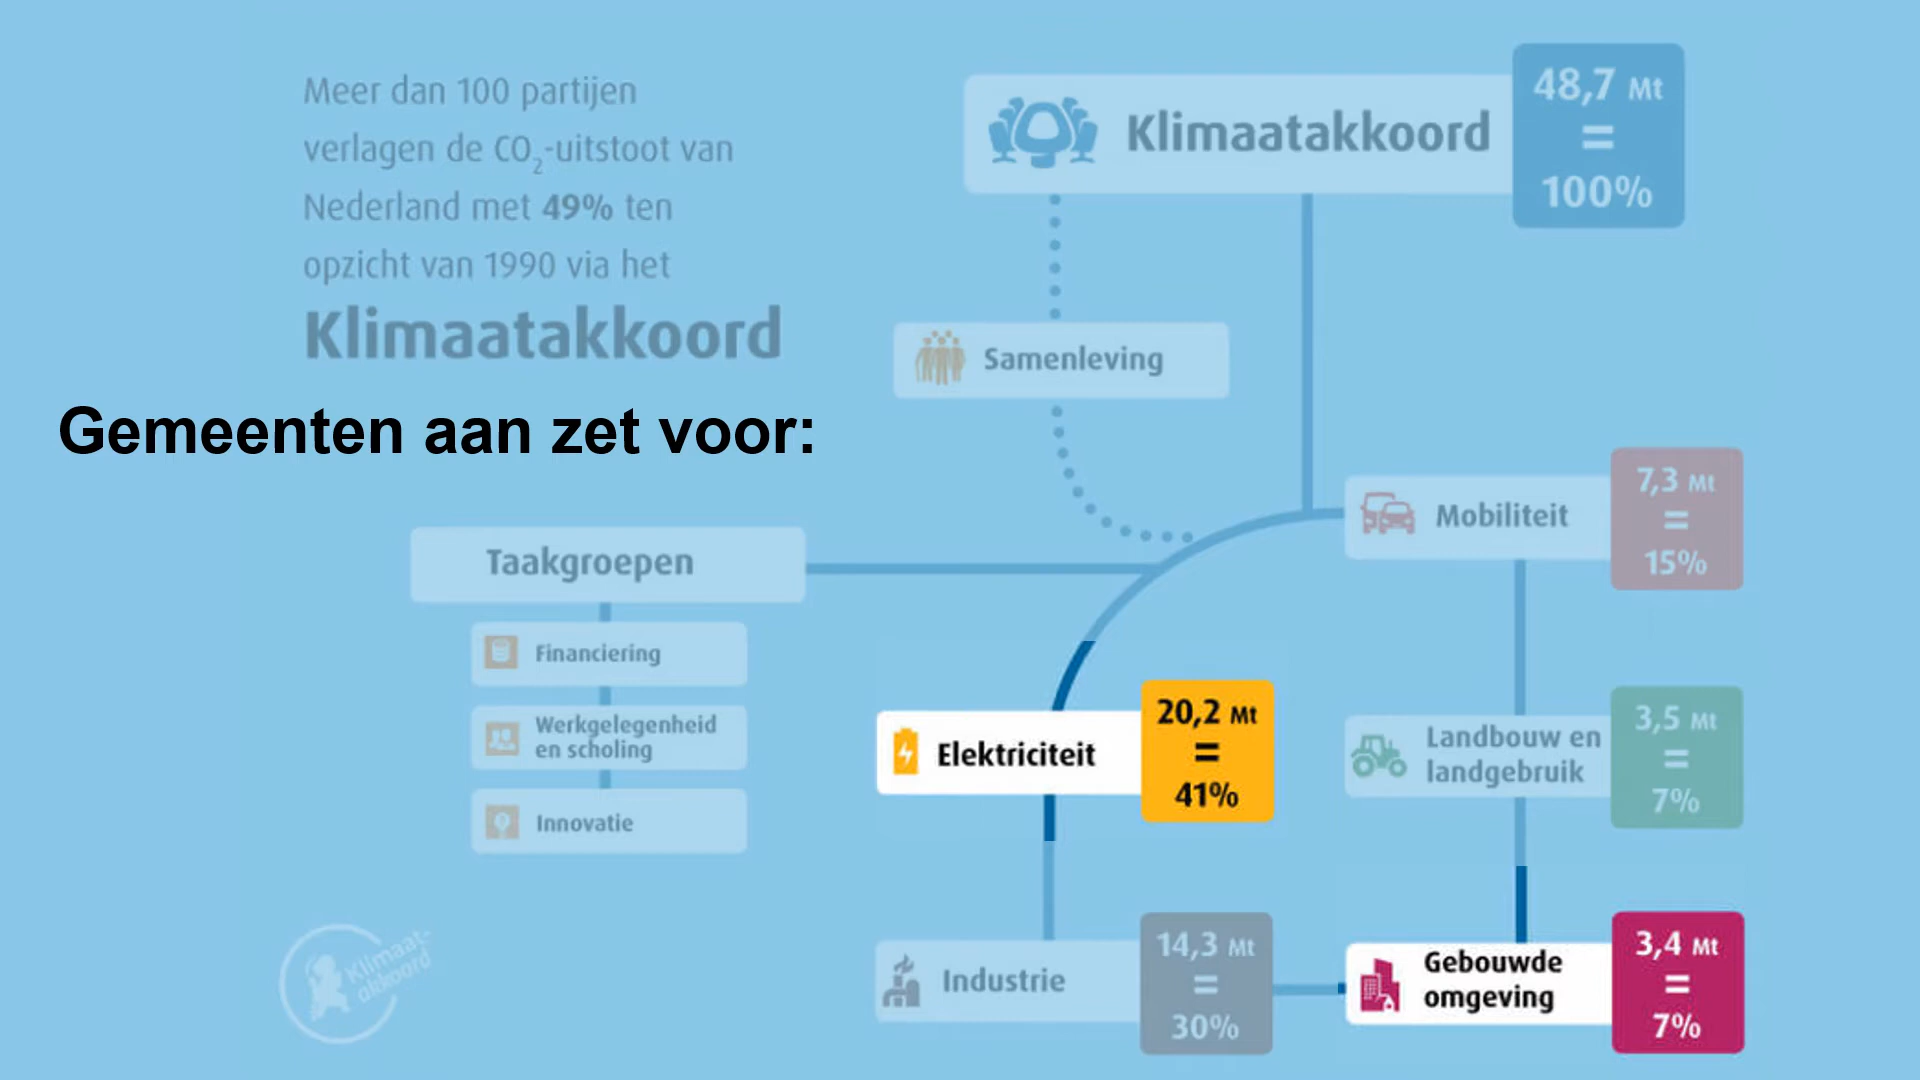 Meer dan 100 partijen
verlagen de CO₂-uitstoot van
Nederland met 49% ten
opzicht van 1990 via het
Klimaatakkoord
Gemeenten aan zet voor:
Klimaatakkoord
48,7 Mt
=
100%
Samenleving
Taakgroepen
Financiering
Werkgelegenheid
en scholing
Innovatie
Mobiliteit
7,3 Mt
=
15%
Elektriciteit
20,2 Mt
=
41%
Landbouw en
landgebruik
3,5 Mt
=
7%
Industrie
14,3 Mt
=
30%
Gebouwde
omgeving
3,4 Mt
=
7%
Klimaat-
akkoord